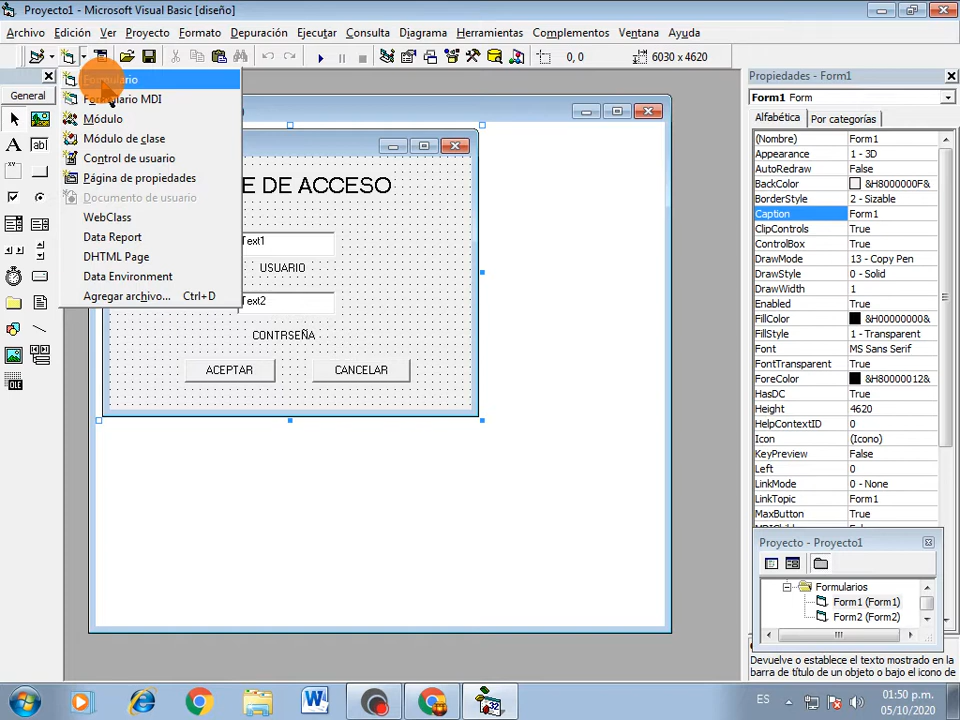 Proyecto1 - Microsoft Visual Basic [diseño]
Archivo Edición Ver Proyecto Formato Depuración Ejecutar Consulta Diagrama Herramientas Complementos Ventana Ayuda
0, 0 6030 x 4620
General
Formulario
Formulario MDI
Módulo
Módulo de clase
Control de usuario
Página de propiedades
Documento de usuario
WebClass
Data Report
DHTML Page
Data Environment
Agregar archivo... Ctrl+D
E DE ACCESO
Text1
USUARIO
Text2
CONTRSEÑA
ACEPTAR CANCELAR
Propiedades - Form1
Form1 Form
Alfabética Por categorías
(Nombre) Form1
Appearance 1 - 3D
AutoRedraw False
BackColor &H8000000F&
BorderStyle 2 - Sizable
Caption Form1
ClipControls True
ControlBox True
DrawMode 13 - Copy Pen
DrawStyle 0 - Solid
DrawWidth 1
Enabled True
FillColor &H00000000&
FillStyle 1 - Transparent
Font MS Sans Serif
FontTransparent True
ForeColor &H80000012&
HasDC True
Height 4620
HelpContextID 0
Icon (Icono)
KeyPreview False
Left 0
LinkMode 0 - None
LinkTopic Form1
MaxButton True
Proyecto - Proyecto1
Formularios
Form1 (Form1)
Form2 (Form2)
Devuelve o establece el texto mostrado en la
barra de título de un objeto o bajo el icono de
ES
01:50 p.m.
05/10/2020